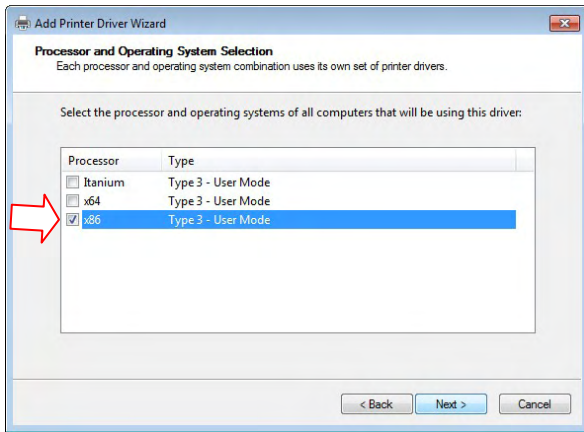 Add Printer Driver Wizard
Processor and Operating System Selection
Each processor and operating system combination uses its own set of printer drivers.
Select the processor and operating systems of all computers that will be using this driver:
Processor Type
Itanium Type 3 - User Mode
x64 Type 3 - User Mode
x86 Type 3 - User Mode
< Back Next > Cancel